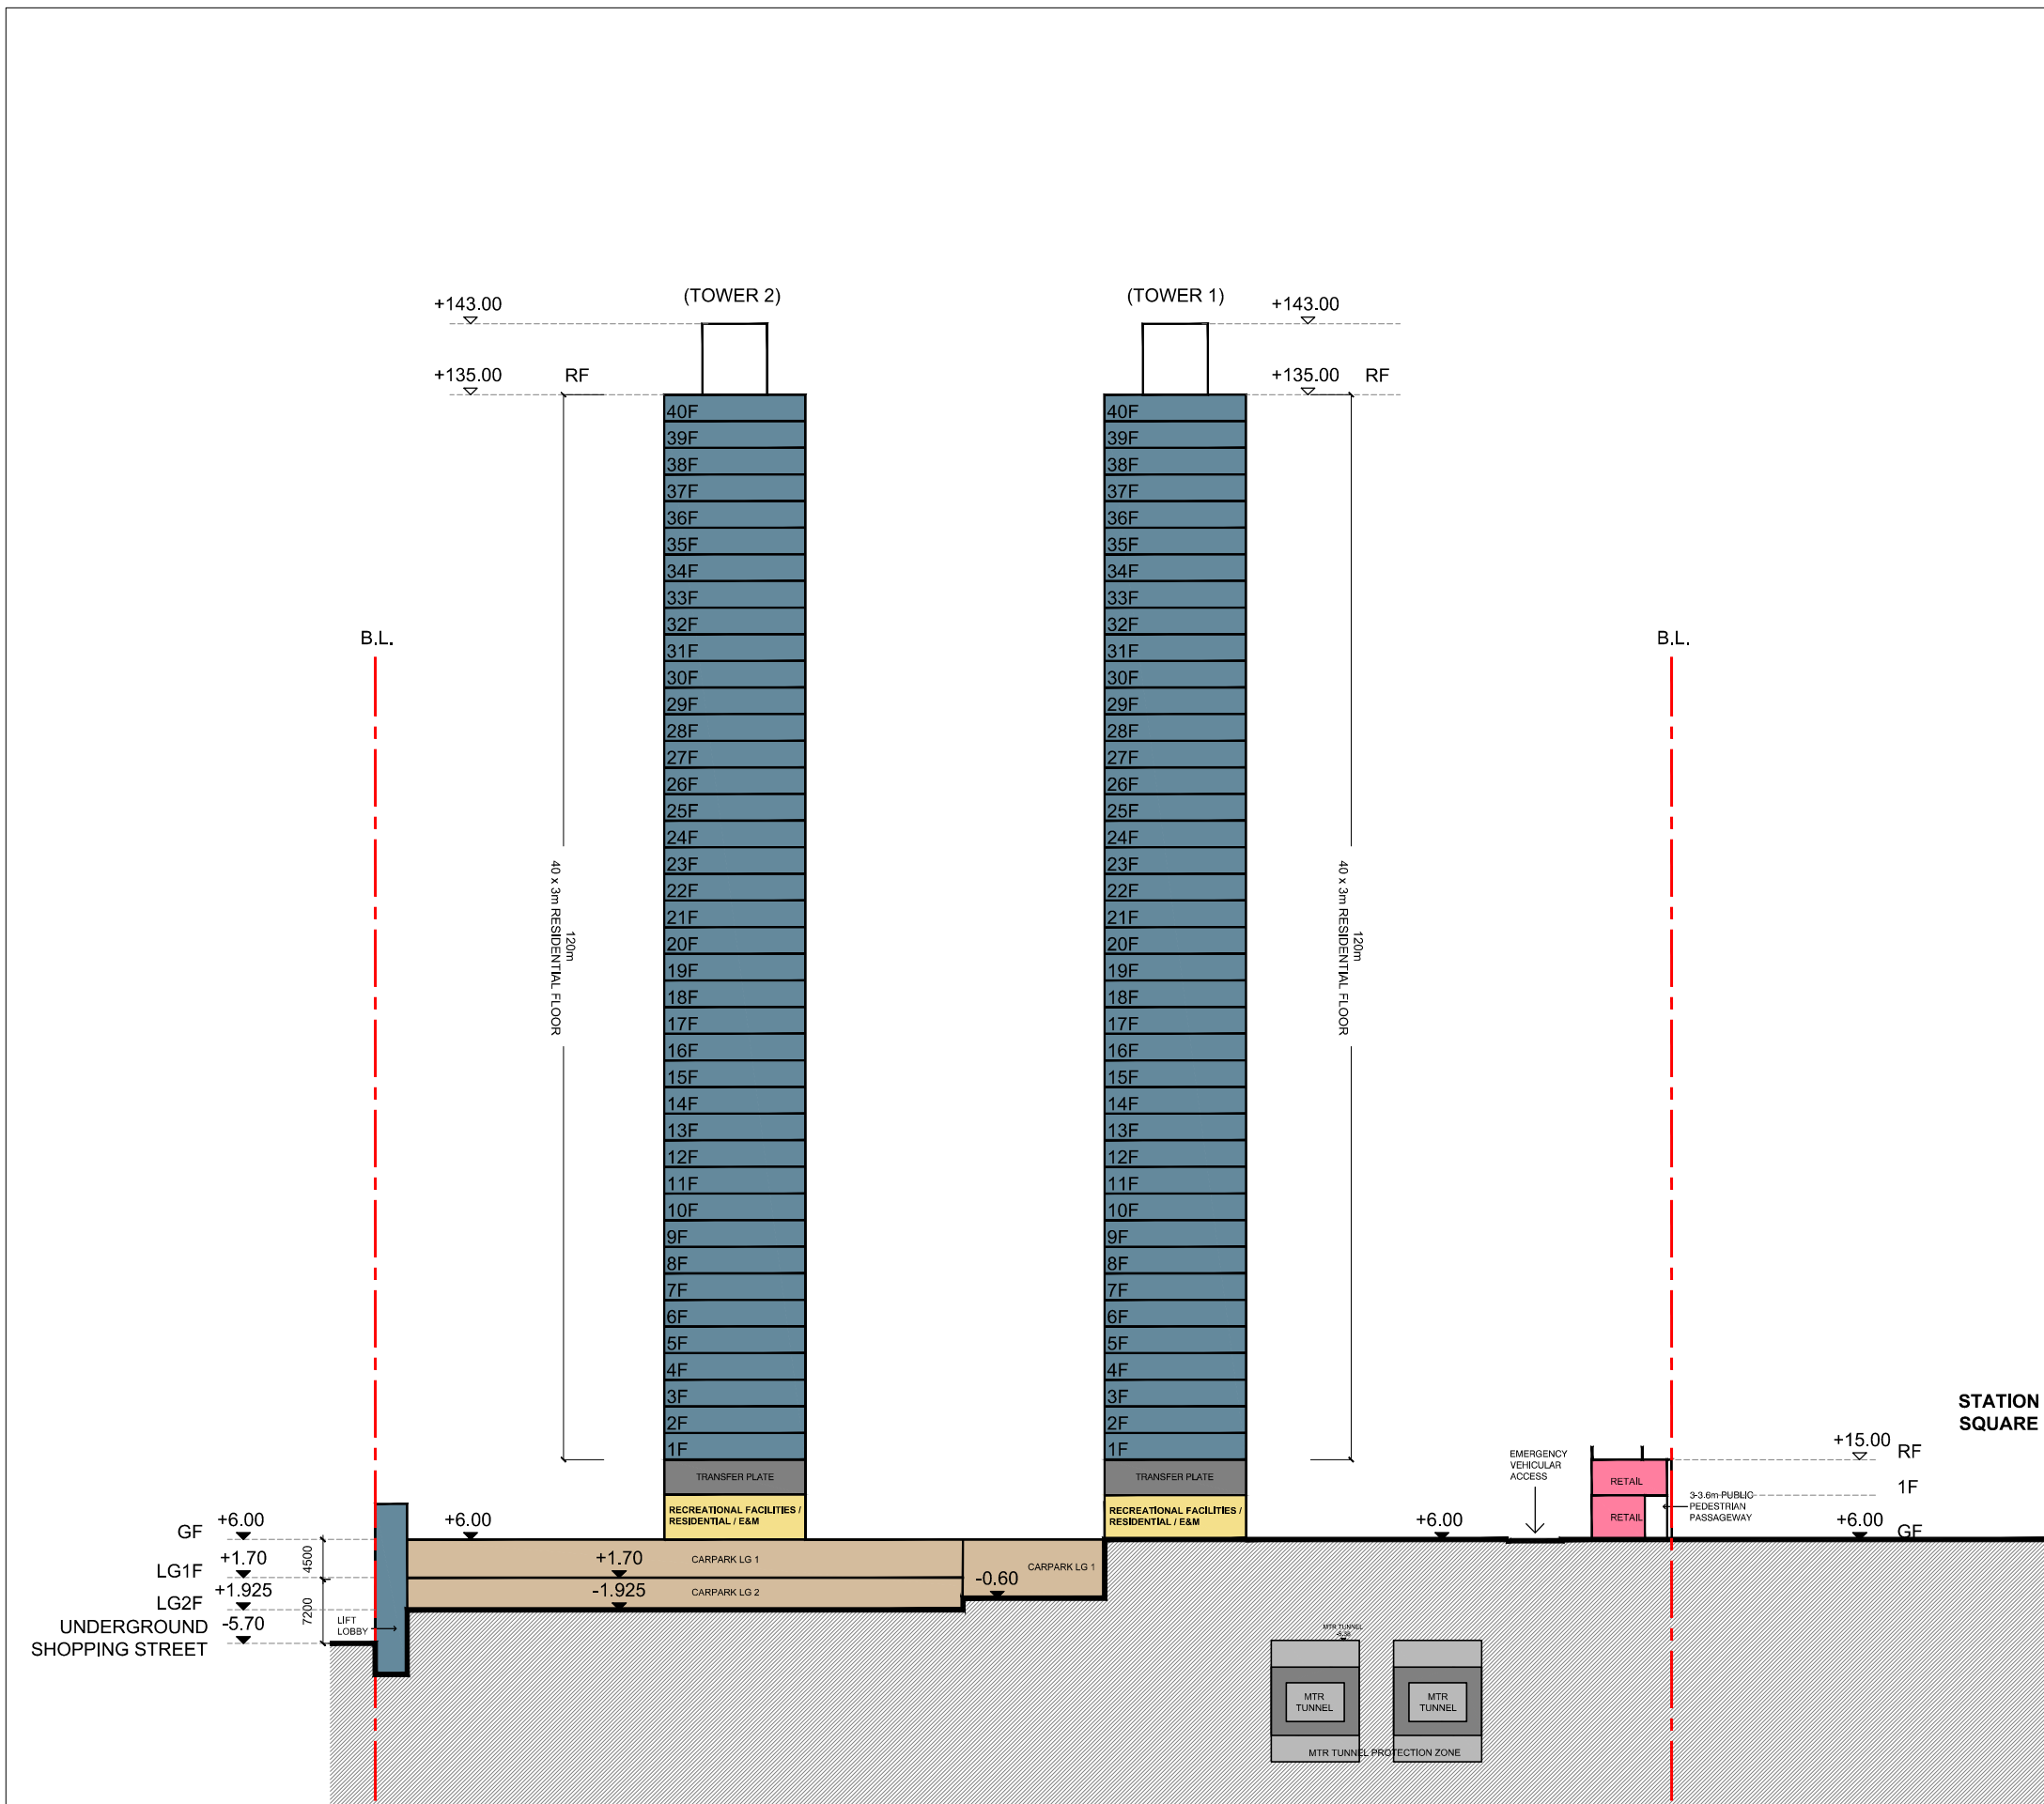 (TOWER 2)
(TOWER 1)
+143.00
+143.00
+135.00
RF
+135.00
RF
40F
39F
38F
37F
36F
35F
34F
33F
32F
31F
30F
29F
28F
27F
26F
25F
24F
23F
22F
21F
20F
19F
18F
17F
16F
15F
14F
13F
12F
11F
10F
9F
8F
7F
6F
5F
4F
3F
2F
1F
TRANSFER PLATE
RECREATIONAL FACILITIES /
RESIDENTIAL / E&M
40F
39F
38F
37F
36F
35F
34F
33F
32F
31F
30F
29F
28F
27F
26F
25F
24F
23F
22F
21F
20F
19F
18F
17F
16F
15F
14F
13F
12F
11F
10F
9F
8F
7F
6F
5F
4F
3F
2F
1F
TRANSFER PLATE
RECREATIONAL FACILITIES /
RESIDENTIAL / E&M
B.L.
B.L.
120m
40 x 3m RESIDENTIAL FLOOR
120m
40 x 3m RESIDENTIAL FLOOR
STATION
SQUARE
+15.00
RF
1F
+6.00
GF
EMERGENCY
VEHICULAR
ACCESS
RETAIL
RETAIL
3-3.6m PUBLIC
PEDESTRIAN
PASSAGEWAY
+6.00
GF
+6.00
+6.00
LG1F
+1.70
4500
+1.70
CARPARK LG 1
CARPARK LG 1
-0.60
LG2F
+1.925
-1.925
CARPARK LG 2
7200
UNDERGROUND
SHOPPING STREET
-5.70
LIFT
LOBBY
MTR TUNNEL
MTR
TUNNEL
MTR
TUNNEL
MTR TUNNEL PROTECTION ZONE